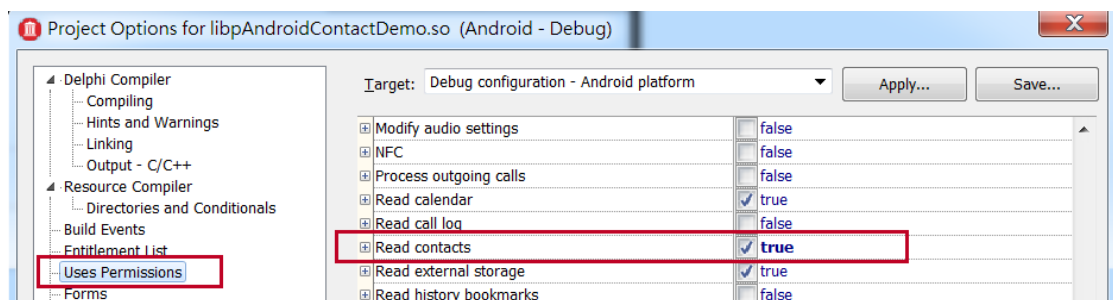 Project Options for libpAndroidContactDemo.so (Android - Debug)
Delphi Compiler
Compiling
Hints and Warnings
Linking
Output - C/C++
Resource Compiler
Directories and Conditionals
Build Events
Entitlement List
Uses Permissions
Forms
Target: Debug configuration - Android platform Apply... Save...
Modify audio settings false
NFC false
Process outgoing calls false
Read calendar true
Read call log false
Read contacts true
Read external storage true
Read history bookmarks false